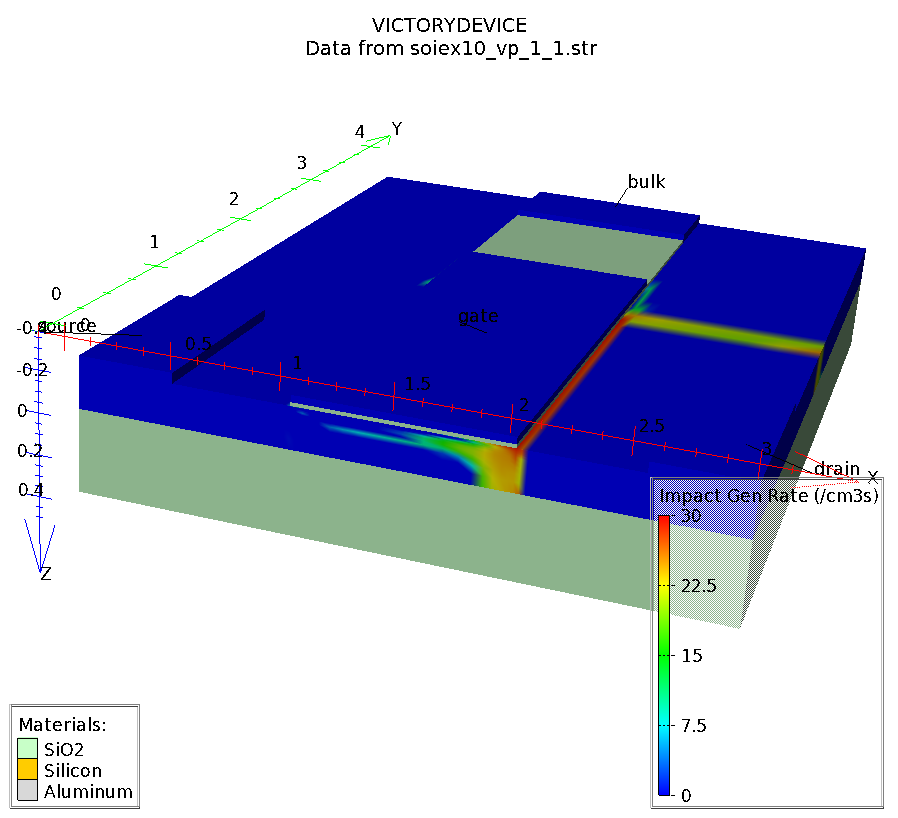 VICTORYDEVICE
Data from soiex10_vp_1_1.str
4
Y
3
2
1
0
bulk
source
0
gate
0.5
1
1.5
2
2.5
3
drain
X
-0.4
-0.2
0
0.2
0.4
Z
Impact Gen Rate (/cm3s)
30
22.5
15
7.5
0
Materials:
SiO2
Silicon
Aluminum